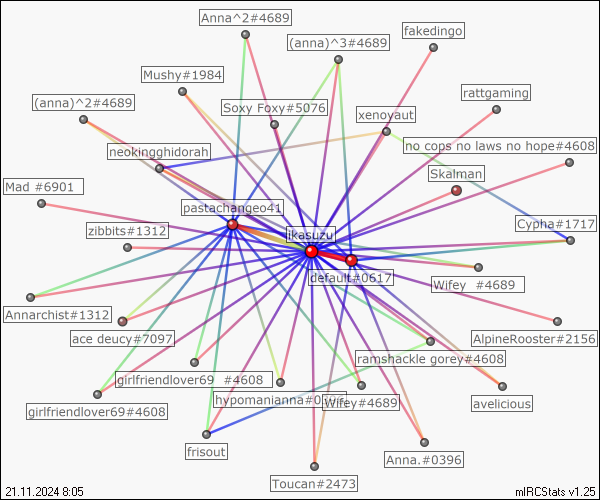 Anna^2#4689
fakedingo
(anna)^3#4689
Mushy#1984
rattgaming
(anna)^2#4689
Soxy Foxy#5076
xenoyaut
no cops no laws no hope#4608
neokingghidorah
Skalman
Mad #6901
pastachangeo41
zibbits#1312
ikasuzu
Cypha#1717
default#0617
Wifey #4689
Annarchist#1312
ace deucy#7097
AlpineRooster#2156
ramshackle gorey#4608
girlfriendlover69 #4608
hypomanianna#0
Wifey#4689
avelicious
girlfriendlover69#4608
frisout
Anna.#0396
Toucan#2473
21.11.2024 8:05
mIRCStats v1.25